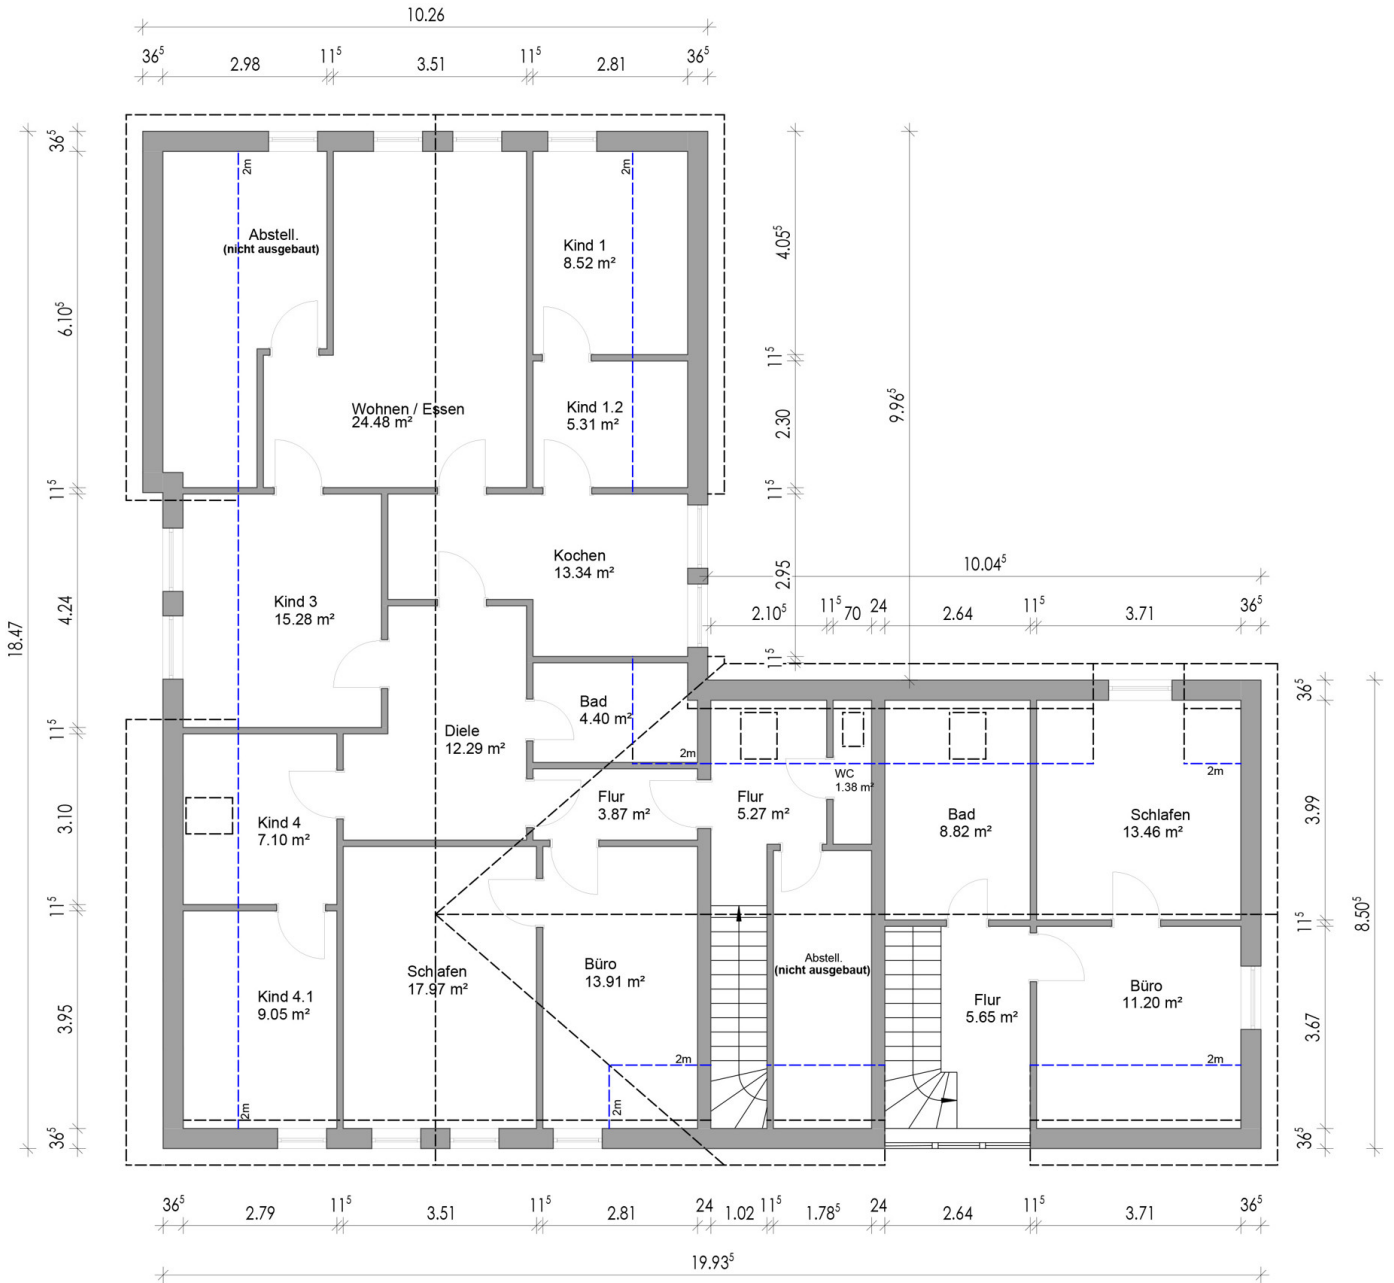 10.26
36⁵ 2.98 11⁵ 3.51 11⁵ 2.81 36⁵
36⁵
2m
2m
4.05⁵
Abstell.
(nicht ausgebaut)
Kind 1
8.52 m²
6.10⁵
11⁵
9.96⁵
Wohnen / Essen
24.48 m²
Kind 1.2
5.31 m²
2.30
11⁵
11⁵
Kochen
13.34 m²
2.95
10.04⁵
Kind 3
15.28 m²
4.24
18.47
2.10⁵ 11⁵ 70 24 2.64 11⁵ 3.71 36⁵
11⁵
36⁵
Bad
4.40 m²
Diele
12.29 m²
11⁵
2m
2m
WC
1.38 m²
Flur
3.87 m²
Flur
5.27 m²
Bad
8.82 m²
Schlafen
13.46 m²
3.99
3.10
Kind 4
7.10 m²
11⁵
11⁵
8.50⁵
Abstell.
(nicht ausgebaut)
Schlafen
17.97 m²
Büro
13.91 m²
Kind 4.1
9.05 m²
Flur
5.65 m²
Büro
11.20 m²
3.95
3.67
2m
2m
2m
2m
36⁵
36⁵
36⁵ 2.79 11⁵ 3.51 11⁵ 2.81 24 1.02 11⁵ 1.78⁵ 24 2.64 11⁵ 3.71 36⁵
19.93⁵